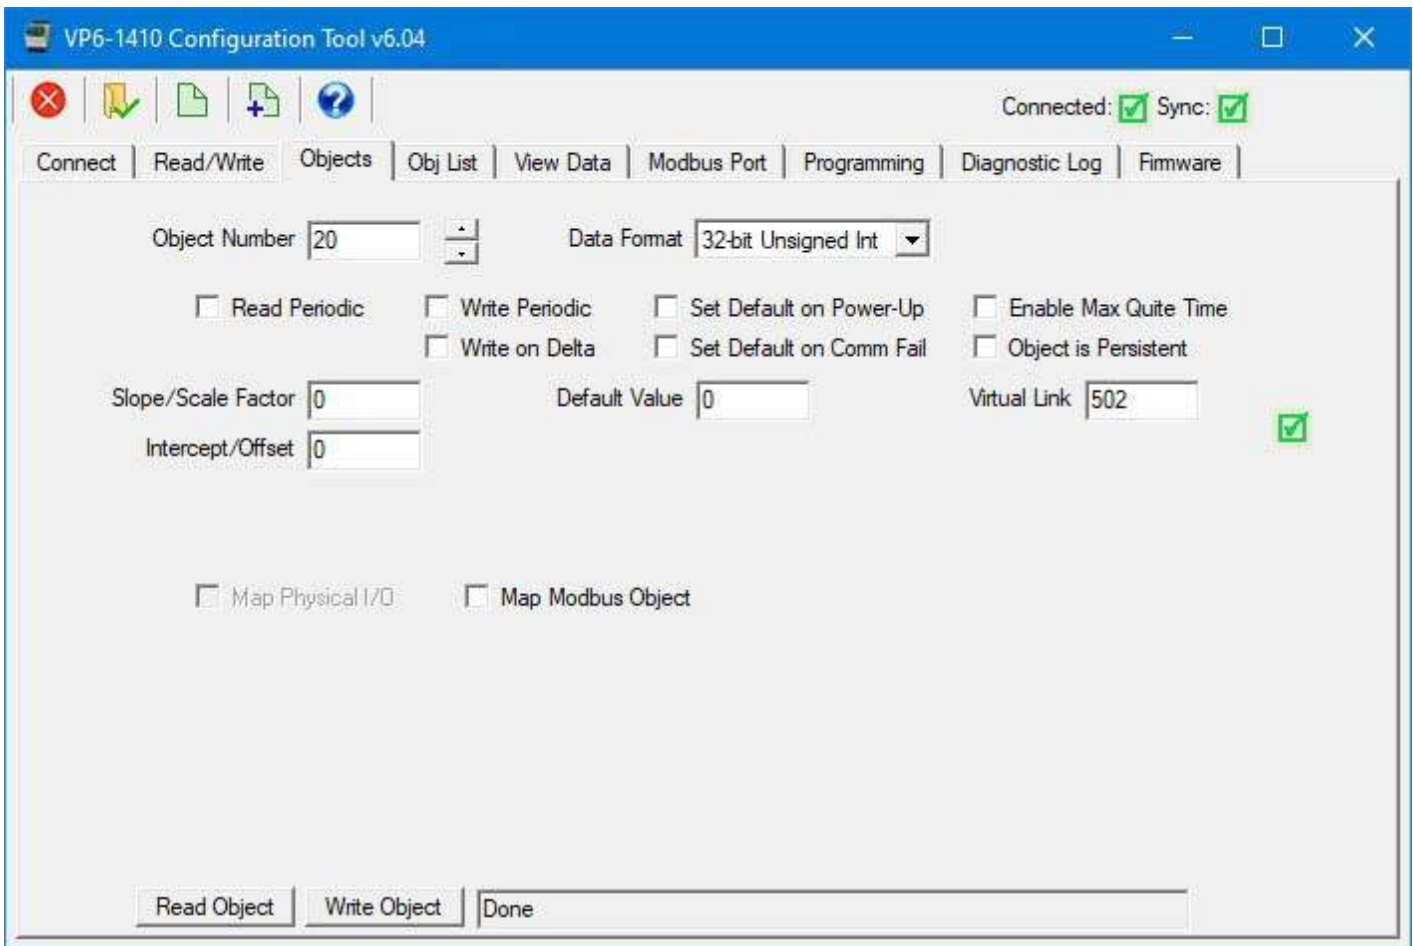 VP6-1410 Configuration Tool v6.04
Connected: Sync:
Connect Read/Write Objects Obj List View Data Modbus Port Programming Diagnostic Log Firmware
Object Number 20 Data Format 32-bit Unsigned Int
Read Periodic Write Periodic Set Default on Power-Up Enable Max Quite Time
Write on Delta Set Default on Comm Fail Object is Persistent
Slope/Scale Factor 0 Default Value 0 Virtual Link 502
Intercept/Offset 0
Map Physical I/O Map Modbus Object
Read Object Write Object Done